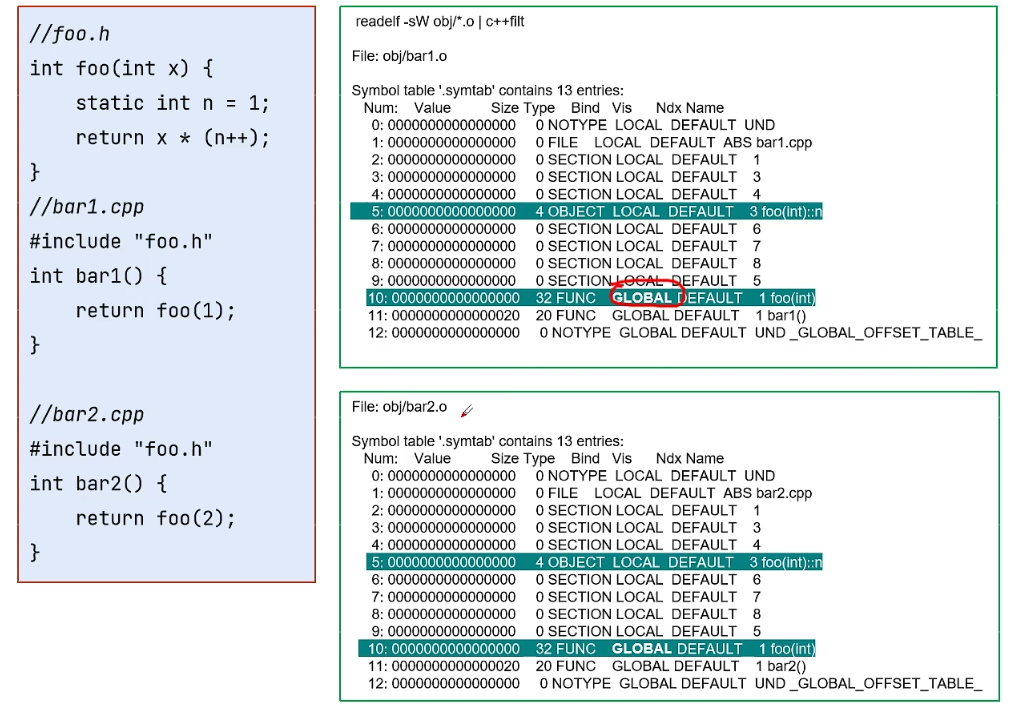 //foo.h
int foo(int x) {
    static int n = 1;
    return x * (n++);
}
//bar1.cpp
#include "foo.h"
int bar1() {
    return foo(1);
}
//bar2.cpp
#include "foo.h"
int bar2() {
    return foo(2);
}
readelf -sW obj/*.o | c++filt
File: obj/bar1.o
Symbol table '.symtab' contains 13 entries:
Num: Value Size Type Bind Vis Ndx Name
0: 0000000000000000 0 NOTYPE LOCAL DEFAULT UND
1: 0000000000000000 0 FILE LOCAL DEFAULT ABS bar1.cpp
2: 0000000000000000 0 SECTION LOCAL DEFAULT 1
3: 0000000000000000 0 SECTION LOCAL DEFAULT 3
4: 0000000000000000 0 SECTION LOCAL DEFAULT 4
5: 0000000000000000 4 OBJECT LOCAL DEFAULT 3 foo(int)::n
6: 0000000000000000 0 SECTION LOCAL DEFAULT 6
7: 0000000000000000 0 SECTION LOCAL DEFAULT 7
8: 0000000000000000 0 SECTION LOCAL DEFAULT 8
9: 0000000000000000 0 SECTION LOCAL DEFAULT 5
10: 0000000000000000 32 FUNC GLOBAL DEFAULT 1 foo(int)
11: 0000000000000020 20 FUNC GLOBAL DEFAULT 1 bar1()
12: 0000000000000000 0 NOTYPE GLOBAL DEFAULT UND _GLOBAL_OFFSET_TABLE_
File: obj/bar2.o
Symbol table '.symtab' contains 13 entries:
Num: Value Size Type Bind Vis Ndx Name
0: 0000000000000000 0 NOTYPE LOCAL DEFAULT UND
1: 0000000000000000 0 FILE LOCAL DEFAULT ABS bar2.cpp
2: 0000000000000000 0 SECTION LOCAL DEFAULT 1
3: 0000000000000000 0 SECTION LOCAL DEFAULT 3
4: 0000000000000000 0 SECTION LOCAL DEFAULT 4
5: 0000000000000000 4 OBJECT LOCAL DEFAULT 3 foo(int)::n
6: 0000000000000000 0 SECTION LOCAL DEFAULT 6
7: 0000000000000000 0 SECTION LOCAL DEFAULT 7
8: 0000000000000000 0 SECTION LOCAL DEFAULT 8
9: 0000000000000000 0 SECTION LOCAL DEFAULT 5
10: 0000000000000000 32 FUNC GLOBAL DEFAULT 1 foo(int)
11: 0000000000000020 20 FUNC GLOBAL DEFAULT 1 bar2()
12: 0000000000000000 0 NOTYPE GLOBAL DEFAULT UND _GLOBAL_OFFSET_TABLE_